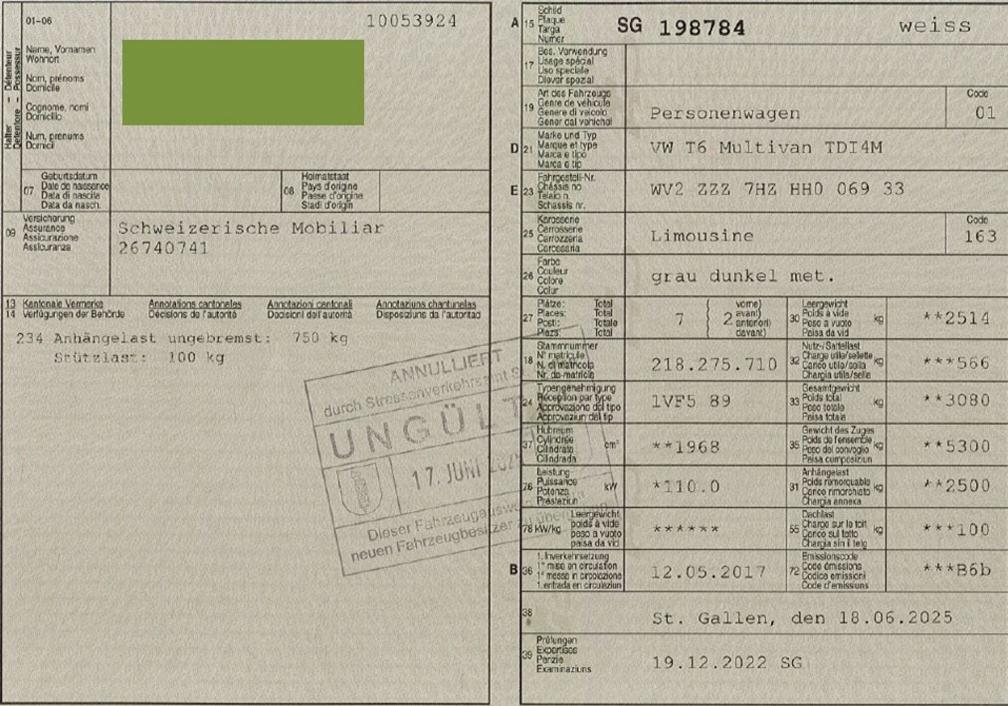 01-06
10053924
Halter – Détenteur
Detentore – Possessur
Name, Vornamen
Wohnort
Nom, prénoms
Domicile
Cognome, nomi
Domicilio
Num, prenums
Domicil
07
Geburtsdatum
Date de naissance
Data di nascita
Data da nasch.
08
Heimatstaat
Pays d'origine
Paese d'origine
Stadi d'origin
09
Versicherung
Assurance
Assicurazione
Assicuranza
Schweizerische Mobiliar
26740741
13 Kantonale Vermerke Annotations cantonales Annotazioni cantonali Annotaziuns chantunalas
14 Verfügungen der Behörde Décisions de l'autorité Decisioni dell'autorità Disposiziuns da l'autoritad
234 Anhängelast ungebremst: 750 kg
Stützlast: 100 kg
ANNULLIERT
durch Strassenverkehrsamt
UNGÜLT
17. JUNI 2025
Dieser Fahrzeugausw
neuen Fahrzeugbesitzer
A 15 Schild
Plaque
Targa
Numer
SG 198784 weiss
17 Bes. Verwendung
Usage spécial
Uso speciale
Diever spezial
19 Art des Fahrzeugs
Genre de véhicule
Genere di veicolo
Gener dal vehichel
Personenwagen
Code
01
D 21 Marke und Typ
Marque et type
Marca e tipo
Marca e tip
VW T6 Multivan TDI4M
E 23 Fahrgestell-Nr.
Châssis no
Telaio n.
Schassis nr.
WV2 ZZZ 7HZ HH0 069 33
25 Karosserie
Carrosserie
Carrozzeria
Carossaria
Limousine
Code
163
26 Farbe
Couleur
Colore
Colur
grau dunkel met.
27 Plätze: Total
Places: Total
Posti: Totale
Plazs: Total
7
2
vorne)
avant)
anteriori)
davant)
30 Leergewicht
Poids à vide
Peso a vuoto
Paisa da vid
kg
**2514
18 Stammnummer
N° matricule
N. di matricola
Nr. da matricla
218.275.710
32 Nutz-/Sattellast
Charge utile/sellette
Carico utile/sella
Chargia utila/sella
kg
***566
24 Typengenehmigung
Réception par type
Approvazione del tipo
Approvaziun del tip
1VF5 89
33 Gesamtgewicht
Poids total
Peso totale
Paisa totala
kg
**3080
37 Hubraum
Cylindrée
Cilindrata
Cilindrada
cm³
**1968
35 Gewicht des Zuges
Poids de l'ensemble
Peso del convoglio
Paisa cumposiziun
kg
**5300
76 Leistung
Puissance
Potenza
Prestaziun
kW
*110.0
31 Anhängelast
Poids remorquable
Carico rimorchiato
Chargia annexa
kg
**2500
78 kW/kg
Leergewicht
poids à vide
peso a vuoto
paisa da vid
******
55 Dachlast
Charge sur le toit
Carico sul tetto
Chargia sin il tetg
kg
***100
B 36 1. Inverkehrsetzung
1re mise en circulation
1a messa in circolazione
1. entrada en circulaziun
12.05.2017
72 Emissionscode
Code émissions
Codice emissioni
Code d'emissiuns
***B6b
38
St. Gallen, den 18.06.2025
39 Prüfungen
Expertises
Perizie
Examinaziuns
19.12.2022 SG